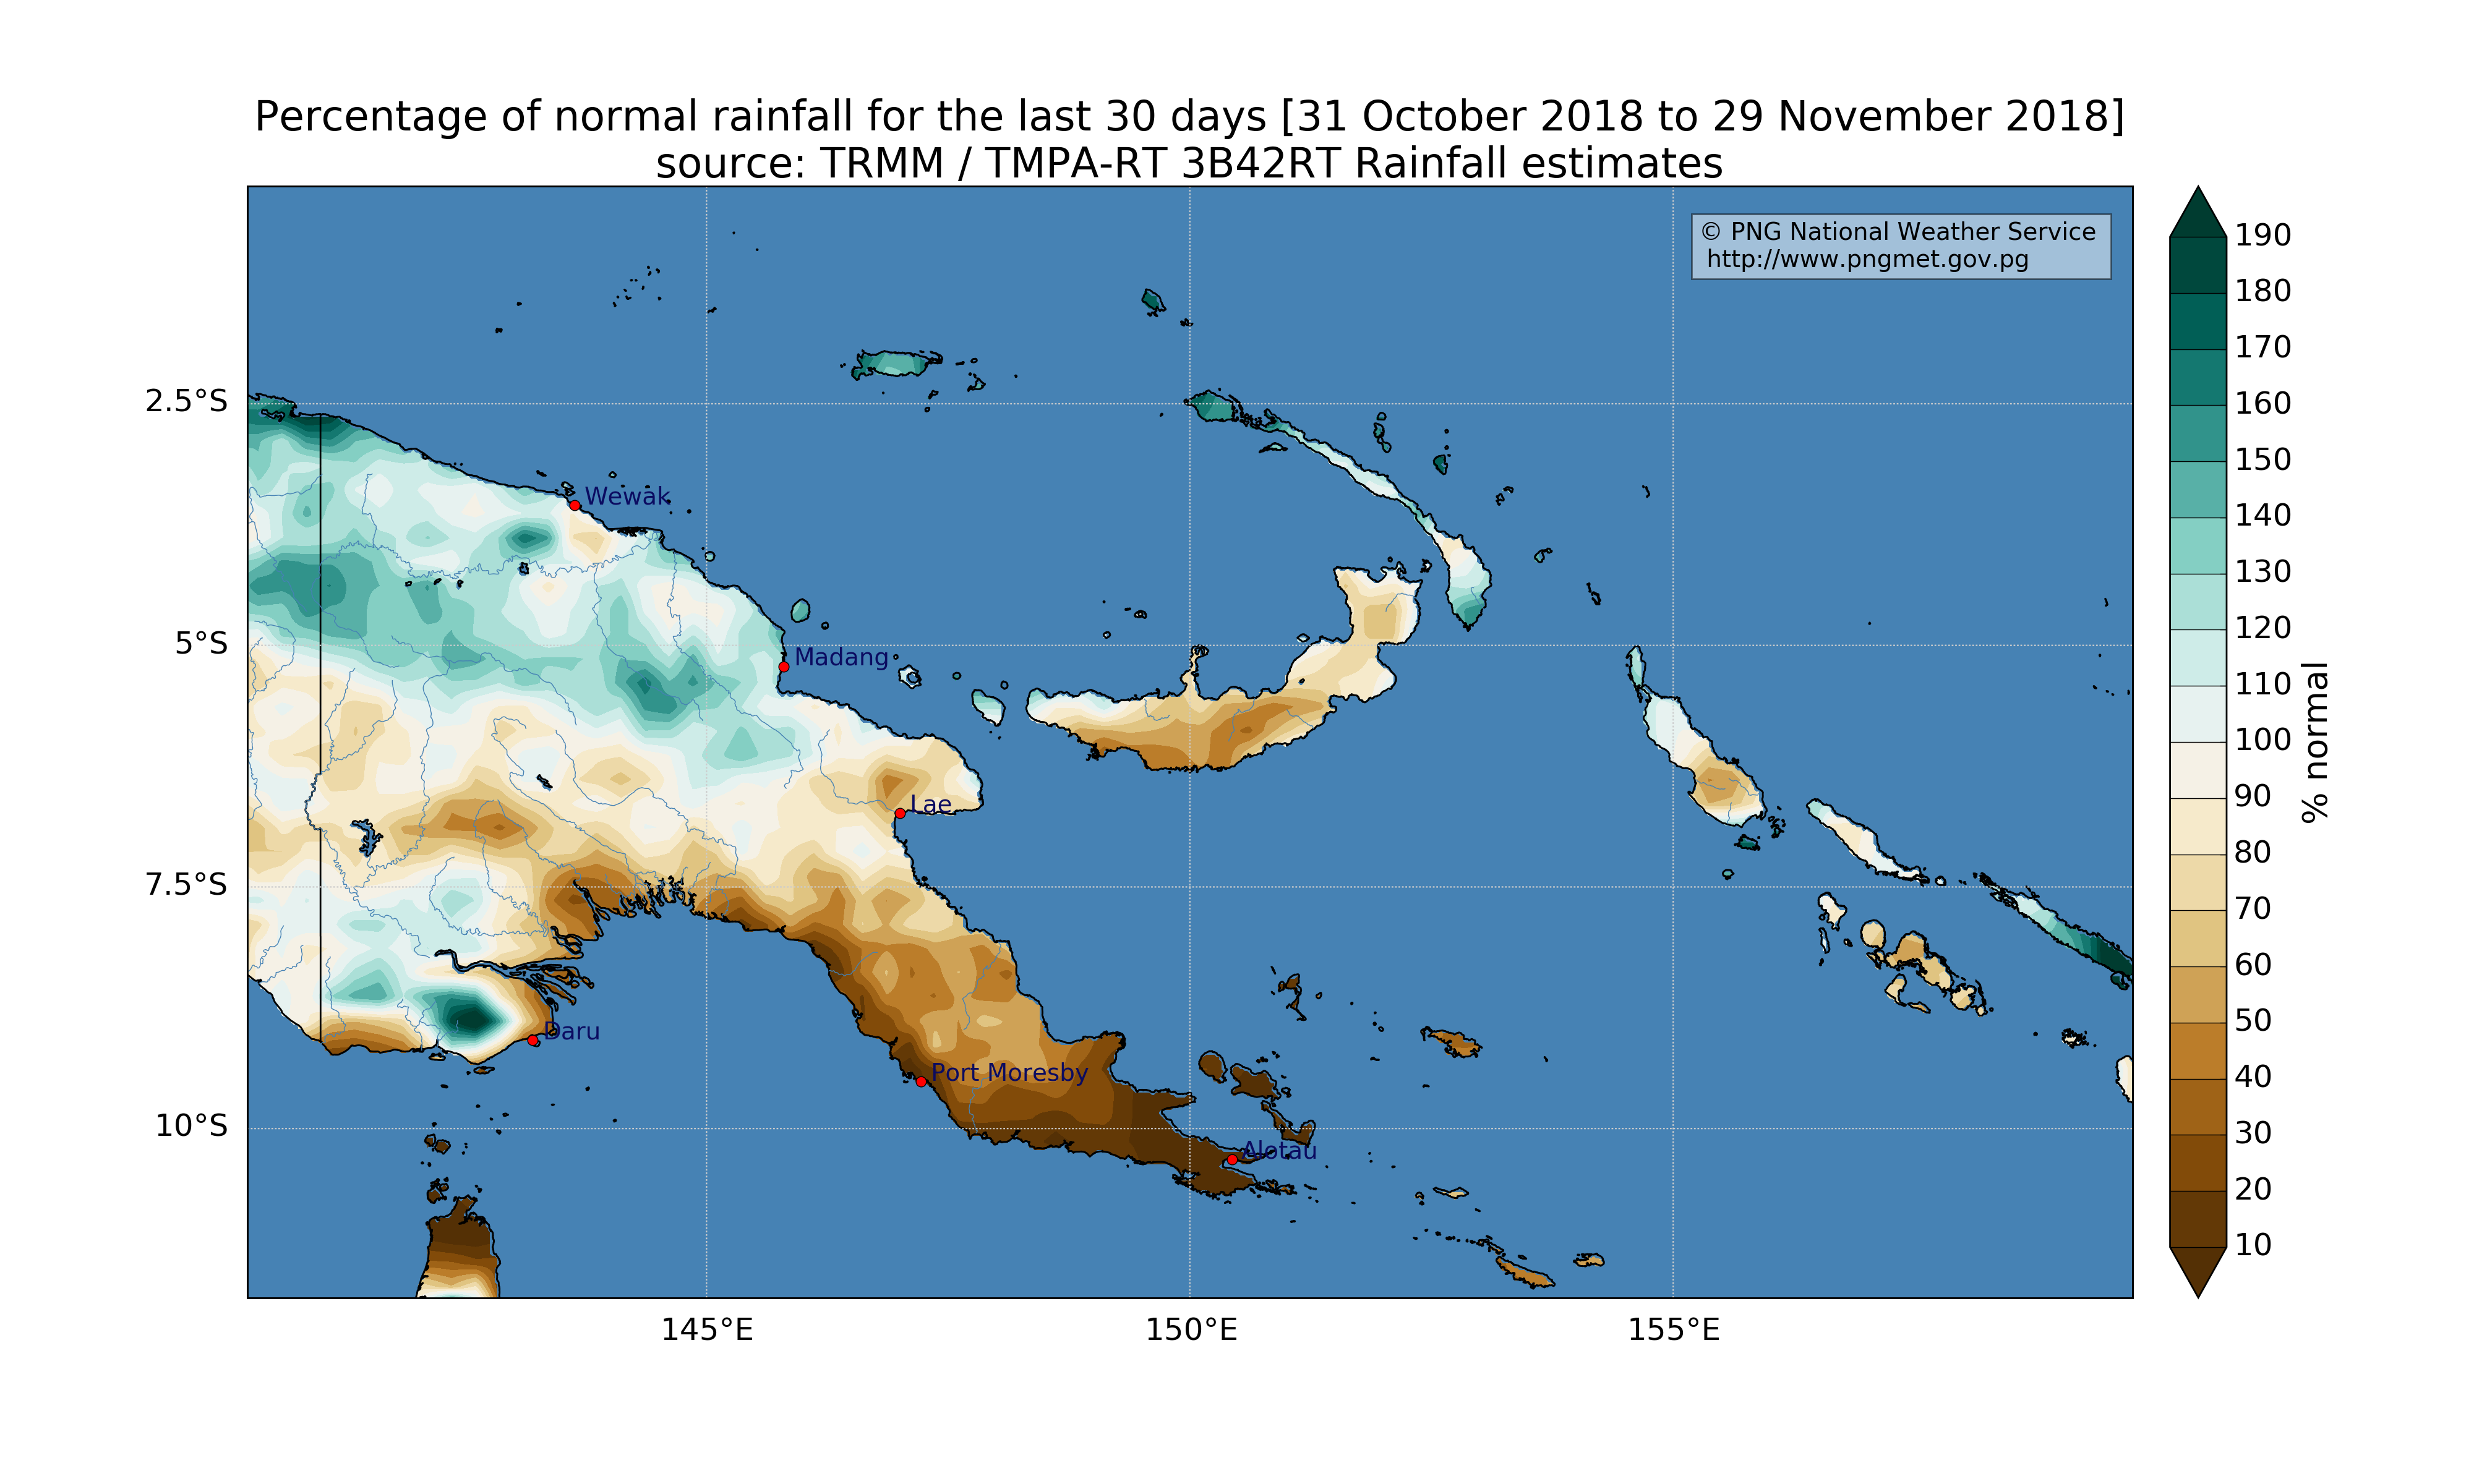 Percentage of normal rainfall for the last 30 days [31 October 2018 to 29 November 2018]
source: TRMM / TMPA-RT 3B42RT Rainfall estimates
© PNG National Weather Service
http://www.pngmet.gov.pg
2.5°S
5°S
7.5°S
10°S
Wewak
Madang
Lae
Daru
Port Moresby
Alotau
145°E
150°E
155°E
190
180
170
160
150
140
130
120
110
100
90
80
70
60
50
40
30
20
10
% normal